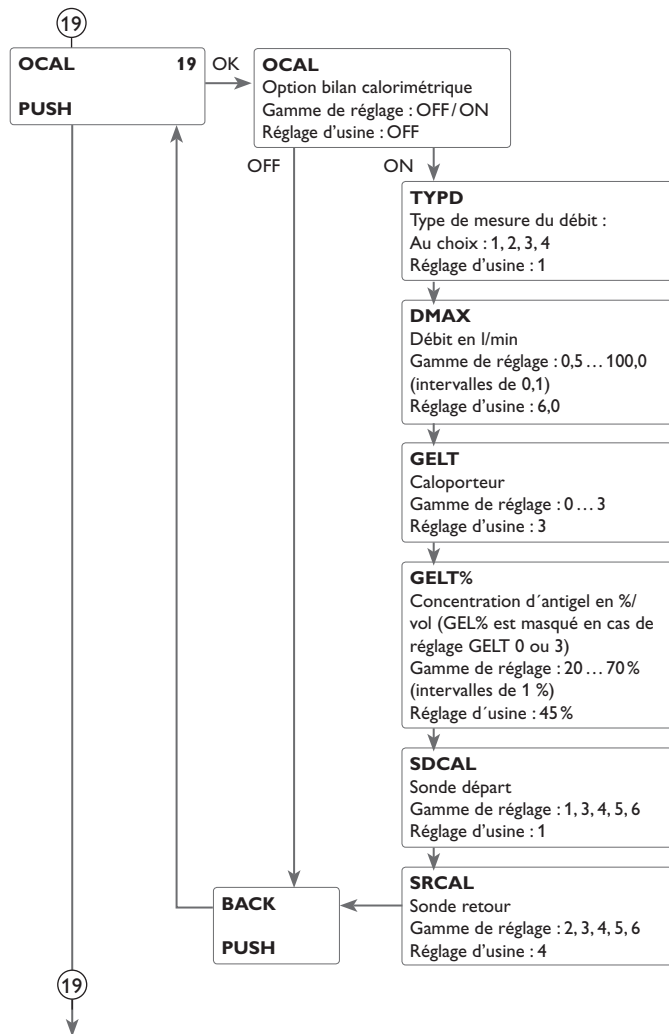 19
OCAL 19
PUSH
OK
OCAL
Option bilan calorimétrique
Gamme de réglage : OFF / ON
Réglage d'usine : OFF
OFF
ON
TYPD
Type de mesure du débit :
Au choix : 1, 2, 3, 4
Réglage d'usine : 1
DMAX
Débit en l/min
Gamme de réglage : 0,5 … 100,0
(intervalles de 0,1)
Réglage d'usine : 6,0
GELT
Caloporteur
Gamme de réglage : 0 … 3
Réglage d'usine : 3
GELT%
Concentration d´antigel en %/
vol (GEL% est masqué en cas de
réglage GELT 0 ou 3)
Gamme de réglage : 20 … 70 %
(intervalles de 1 %)
Réglage d´usine : 45 %
SDCAL
Sonde départ
Gamme de réglage : 1, 3, 4, 5, 6
Réglage d'usine : 1
SRCAL
Sonde retour
Gamme de réglage : 2, 3, 4, 5, 6
Réglage d'usine : 4
BACK
PUSH
19